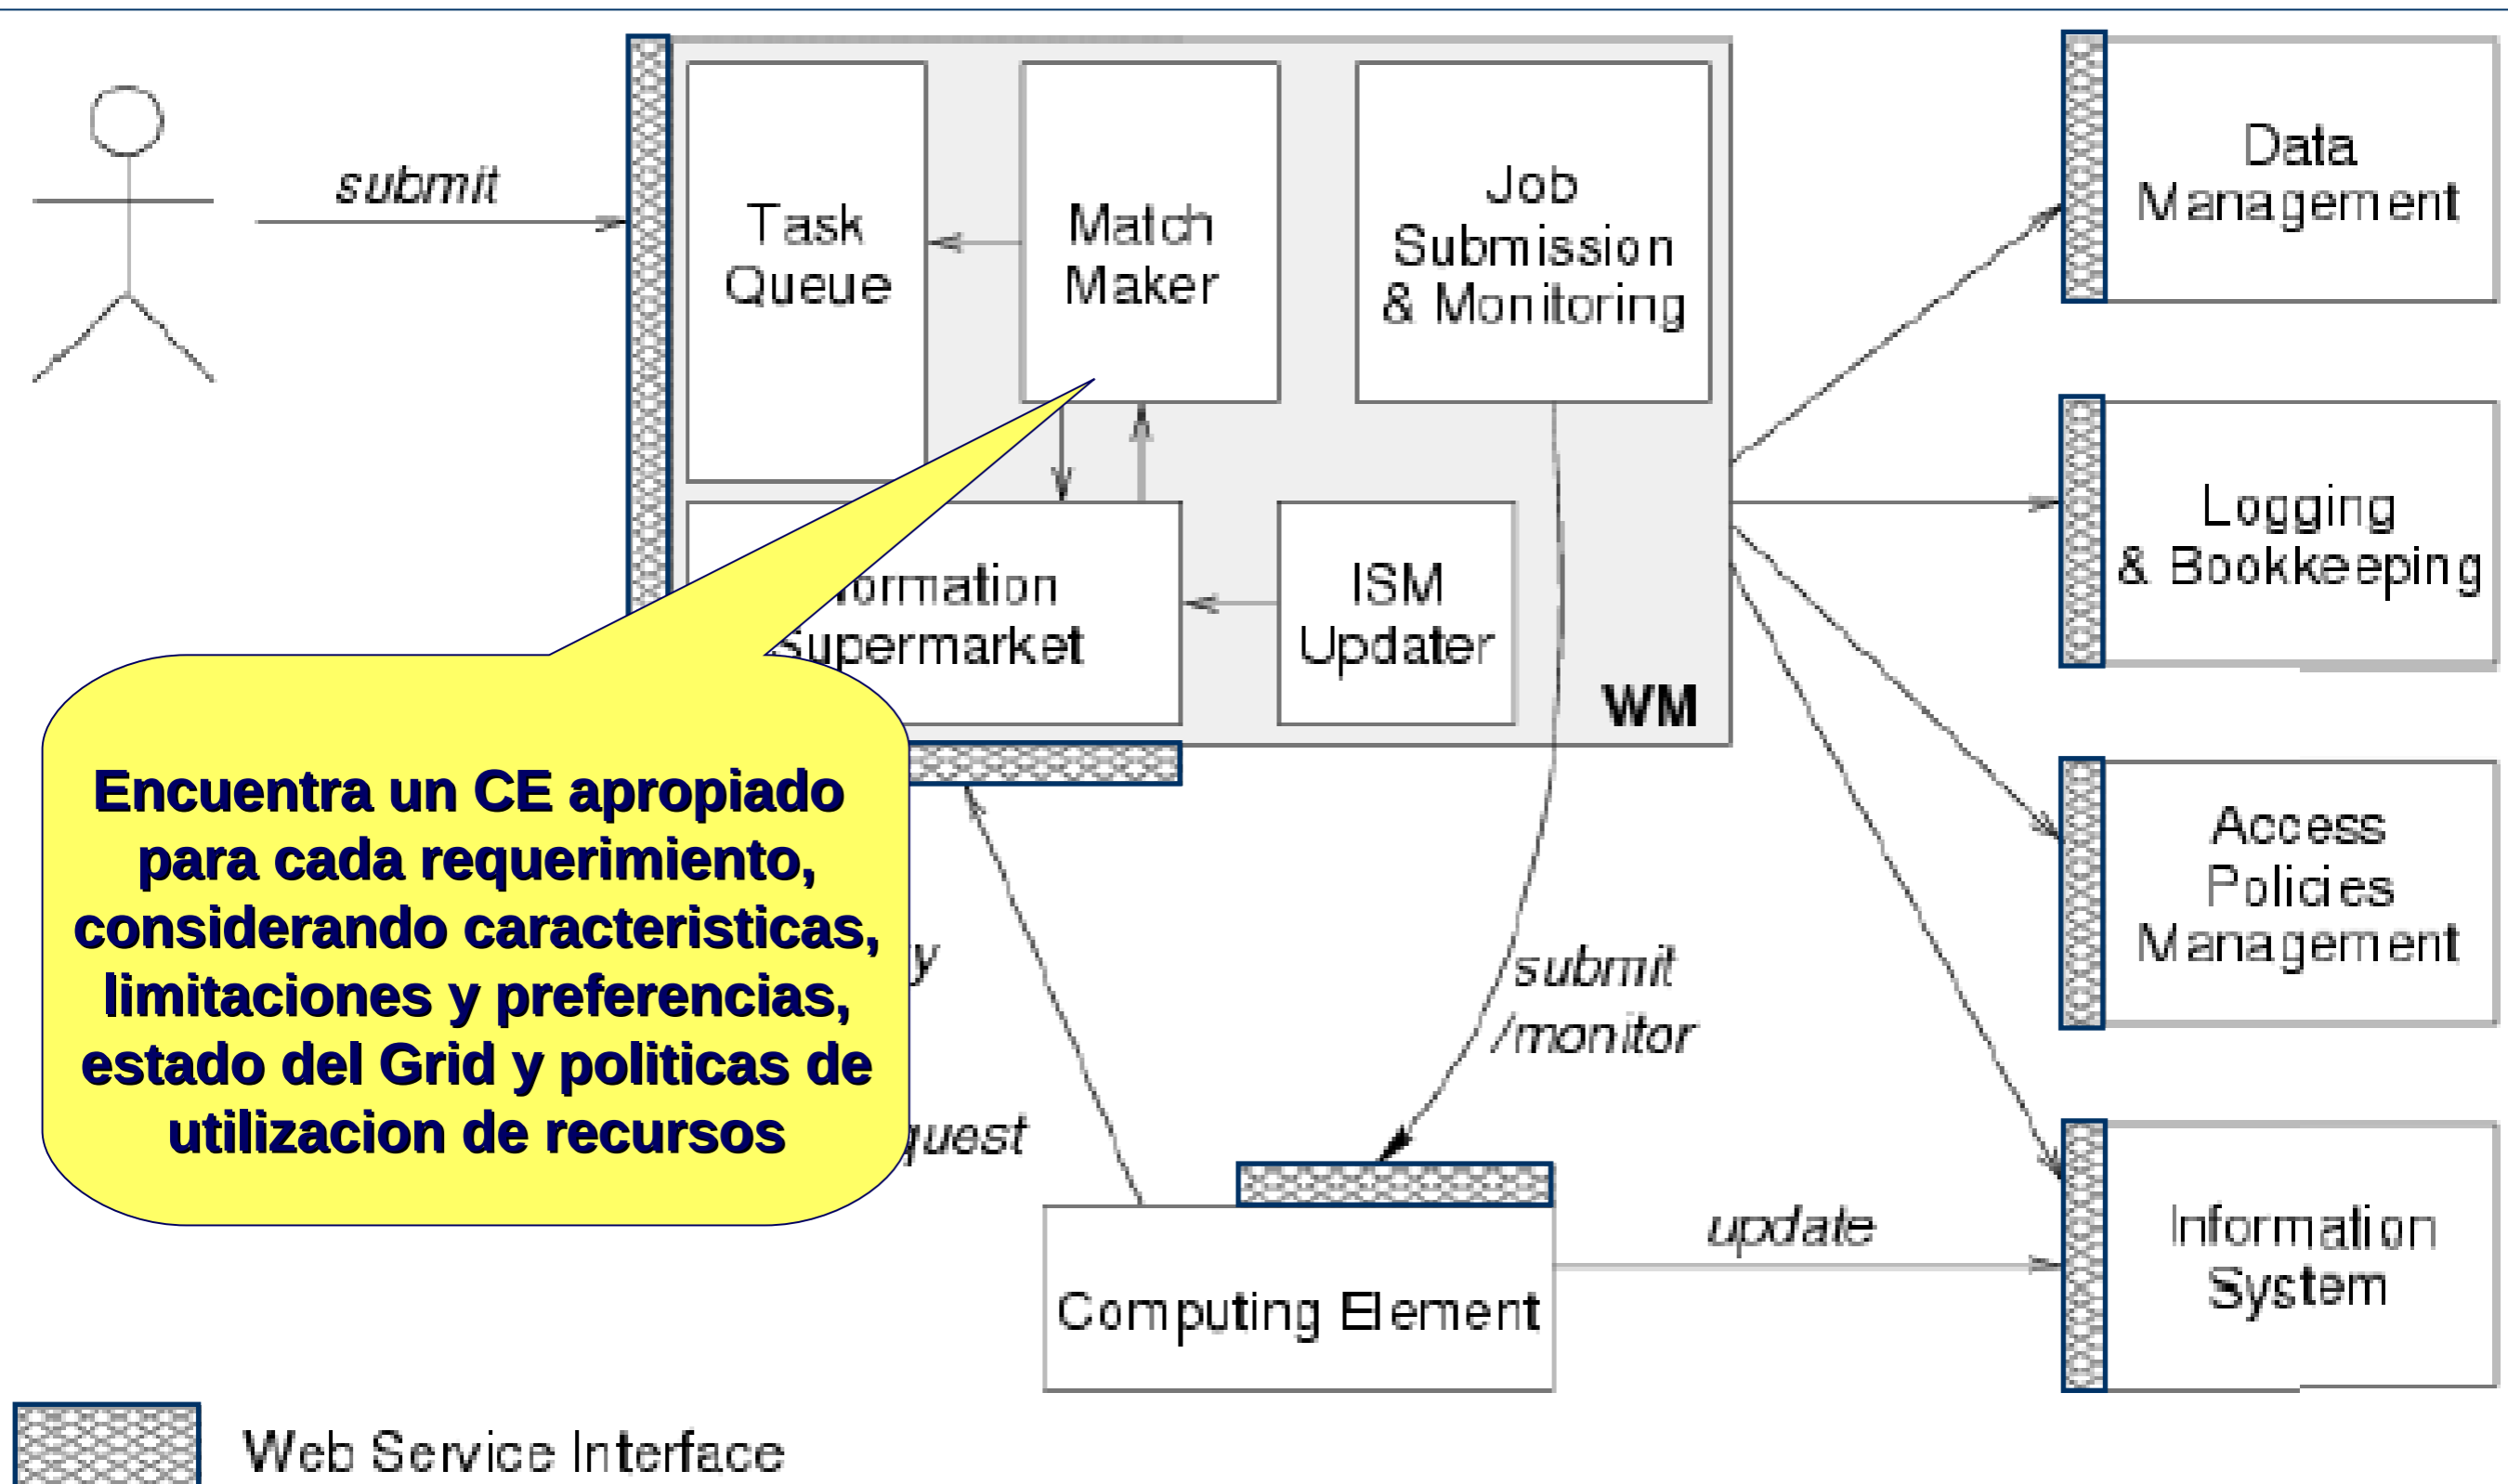 submit
Task
Queue
Match
Maker
Job
Submission
& Monitoring
Data
Management
Logging
& Bookkeeping
Supermarket
ISM
Updater
WM
Encuentra un CE apropiado
para cada requerimiento,
considerando caracteristicas,
limitaciones y preferencias,
estado del Grid y politicas de
utilizacion de recursos
Access
Policies
Management
submit
/monitor
update
Computing Element
Information
System
Web Service Interface